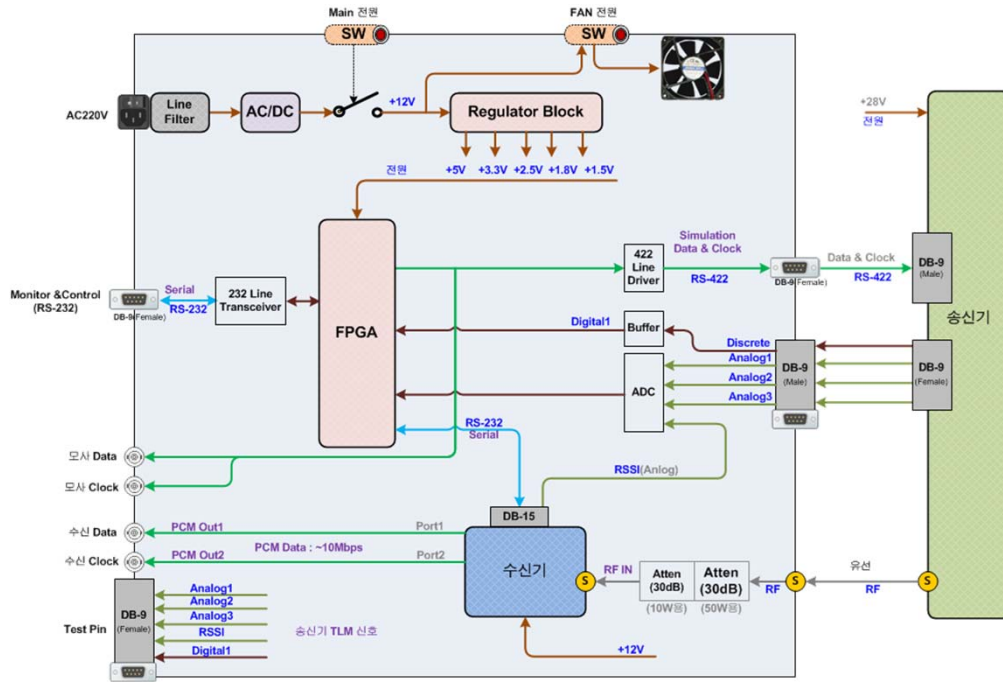 Main 전원
SW
FAN 전원
SW
AC220V
Line
Filter
AC/DC
+12V
Regulator Block
+28V
전원
전원
+5V
+3.3V
+2.5V
+1.8V
+1.5V
FPGA
Monitor &Control
(RS-232)
DB-9(Female)
Serial
RS-232
232 Line
Transceiver
422
Line
Driver
Simulation
Data & Clock
RS-422
DB-9(Female)
Data & Clock
RS-422
DB-9
(Male)
송신기
Digital1
Buffer
Discrete
Analog1
Analog2
Analog3
ADC
DB-9
(Male)
DB-9
(Female)
RS-232
Serial
모사 Data
모사 Clock
RSSI(Anlog)
DB-15
수신 Data
PCM Out1
Port1
수신 Clock
PCM Out2
PCM Data : ~10Mbps
Port2
수신기
S
RF IN
Atten
(30dB)
(10W용)
Atten
(30dB)
(50W용)
RF
S
유선
RF
S
Test Pin
DB-9
(Female)
Analog1
Analog2
Analog3
RSSI
Digital1
송신기 TLM 신호
+12V